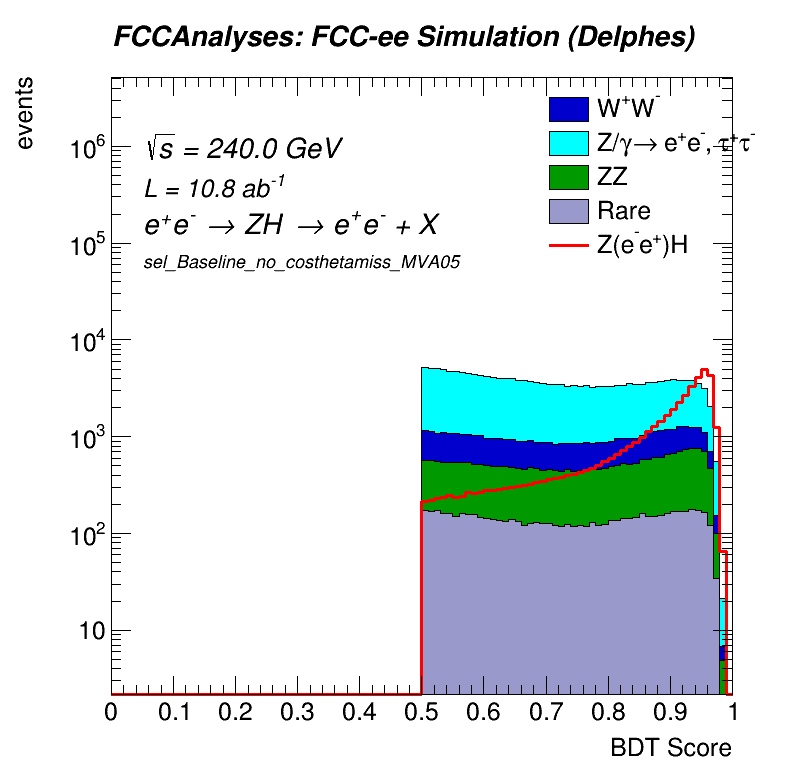 FCCAnalyses: FCC-ee Simulation (Delphes)
events
√s = 240.0 GeV
L = 10.8 ab⁻¹
e⁺e⁻ → ZH → e⁺e⁻ + X
sel_Baseline_no_costhetamiss_MVA05
W⁺W⁻
Z/γ→ e⁺e⁻, τ⁺τ⁻
ZZ
Rare
Z(e⁻e⁺)H
10⁶
10⁵
10⁴
10³
10²
10
0 0.1 0.2 0.3 0.4 0.5 0.6 0.7 0.8 0.9 1
BDT Score